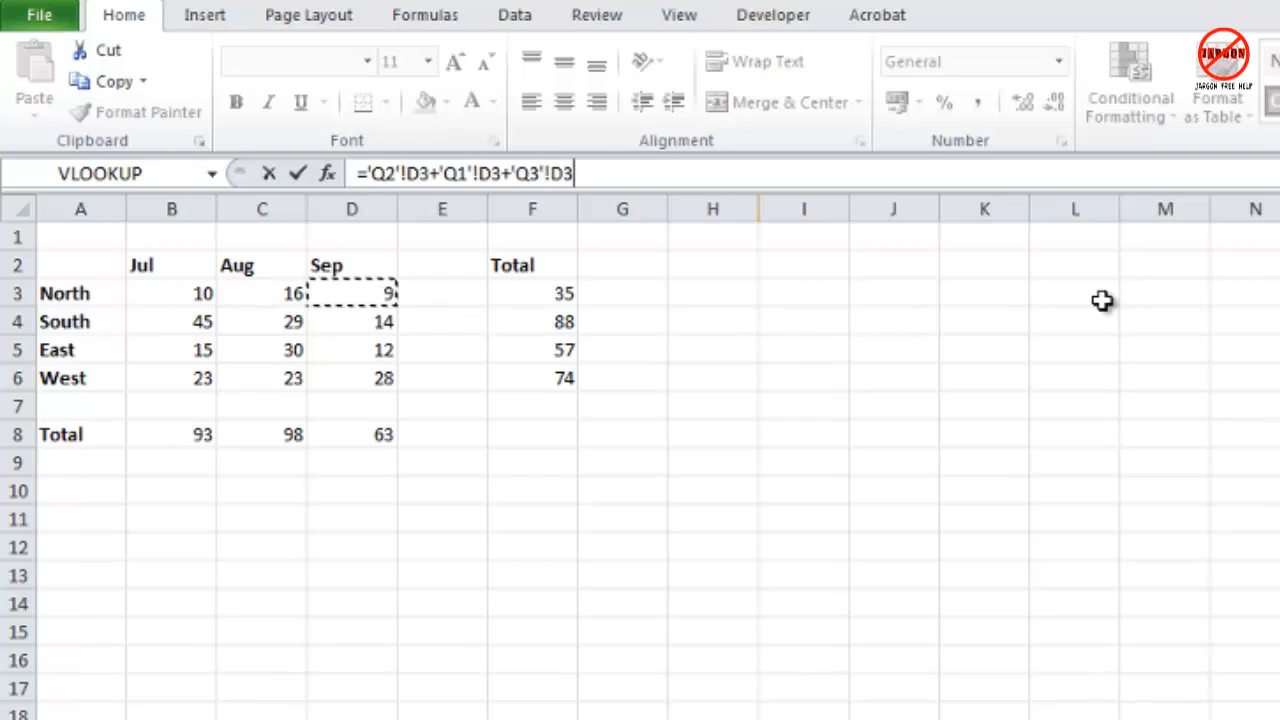 File Home Insert Page Layout Formulas Data Review View Developer Acrobat
Paste
Cut
Copy
Format Painter
Clipboard
11 A A
B I U A
Font
Wrap Text
Merge & Center
Alignment
General
% ,
Number
Conditional Formatting
Format as Table
JARGON
JARGON FREE HELP
VLOOKUP fx ='Q2'!D3+'Q1'!D3+'Q3'!D3
A B C D E F G H I J K L M N
1
2 Jul Aug Sep Total
3 North 10 16 9 35
4 South 45 29 14 88
5 East 15 30 12 57
6 West 23 23 28 74
7
8 Total 93 98 63
9
10
11
12
13
14
15
16
17
18